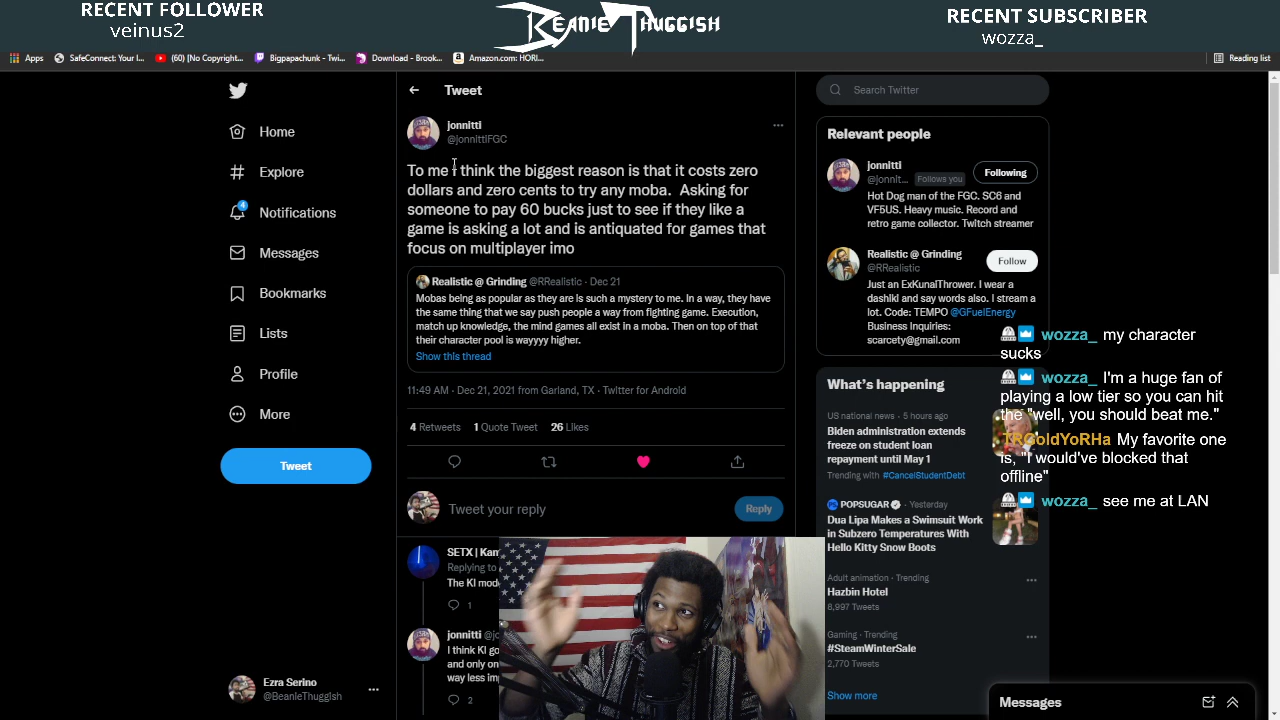 RECENT FOLLOWER
veinus2
BEANIE THUGGISH
RECENT SUBSCRIBER
wozza_
Apps
SafeConnect: Your I...
(60) [No Copyright...
Bigpapachunk - Twi...
Download - Brook...
Amazon.com: HORI...
Reading list
Home
Explore
4
Notifications
Messages
Bookmarks
Lists
Profile
More
Tweet
Ezra Serino
@BeanieThuggish
Tweet
jonnitti
@jonnittiFGC
To me I think the biggest reason is that it costs zero
dollars and zero cents to try any moba. Asking for
someone to pay 60 bucks just to see if they like a
game is asking a lot and is antiquated for games that
focus on multiplayer imo
Realistic @ Grinding @RRealistic · Dec 21
Mobas being as popular as they are is such a mystery to me. In a way, they have
the same thing that we say push people a way from fighting game. Execution,
match up knowledge, the mind games all exist in a moba. Then on top of that
their character pool is wayyyy higher.
Show this thread
11:49 AM · Dec 21, 2021 from Garland, TX · Twitter for Android
4 Retweets 1 Quote Tweet 26 Likes
Tweet your reply
Reply
SETX | Kam
Replying to
The KI mode
1
jonnitti @jo
I think KI go
and only on
way less im
2
Search Twitter
Relevant people
jonnitti
@jonnit... Follows you
Following
Hot Dog man of the FGC. SC6 and
VF5US. Heavy music. Record and
retro game collector. Twitch streamer
Realistic @ Grinding
@RRealistic
Follow
Just an ExKunaiThrower. I wear a
dashiki and say words also. I stream a
lot. Code: TEMPO @GFuelEnergy
Business Inquiries:
scarcety@gmail.com
What's happening
US national news · 5 hours ago
Biden administration extends
freeze on student loan
repayment until May 1
Trending with #CancelStudentDebt
POPSUGAR · Yesterday
Dua Lipa Makes a Swimsuit Work
in Subzero Temperatures With
Hello Kitty Snow Boots
Adult animation · Trending
Hazbin Hotel
8,997 Tweets
Gaming · Trending
#SteamWinterSale
2,770 Tweets
Show more
wozza_ my character
sucks
wozza_ I'm a huge fan of
playing a low tier so you can hit
the "well, you should beat me."
TRGoldYoRHa My favorite one
is, "I would've blocked that
offline"
wozza_ see me at LAN
Messages